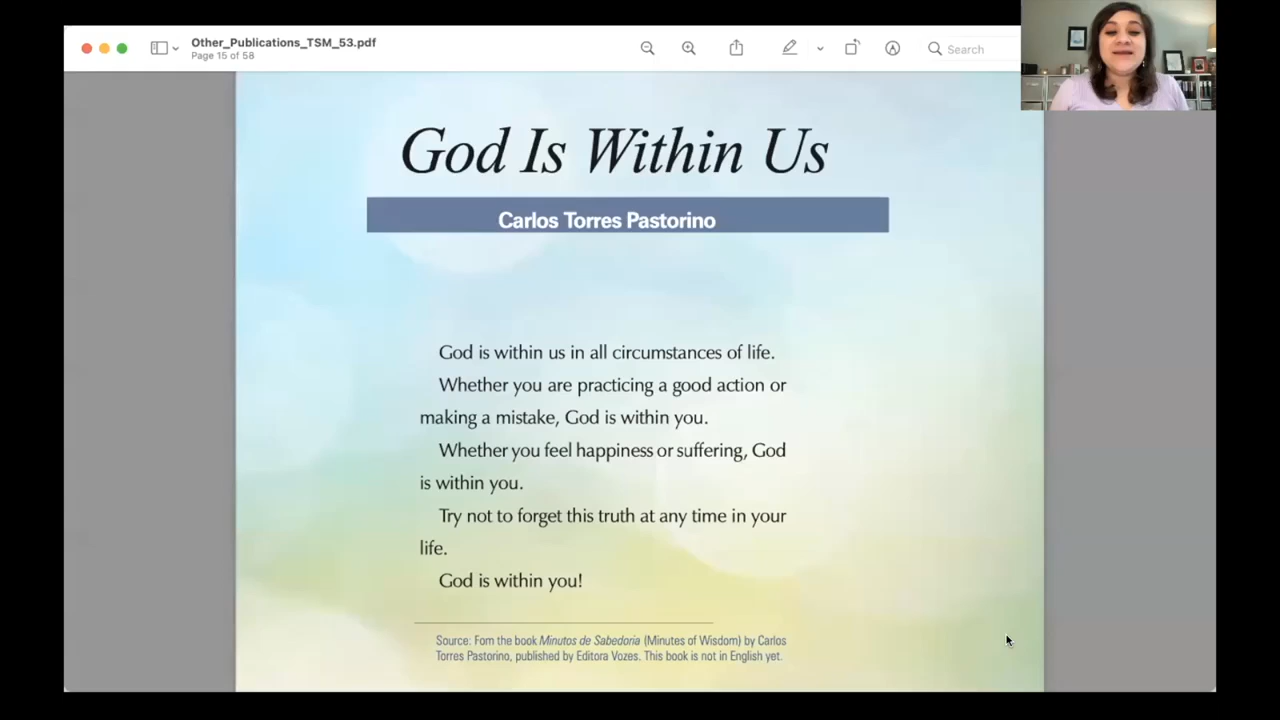 Other_Publications_TSM_53.pdf
Page 15 of 58
Search
God Is Within Us
Carlos Torres Pastorino
God is within us in all circumstances of life.
Whether you are practicing a good action or
making a mistake, God is within you.
Whether you feel happiness or suffering, God
is within you.
Try not to forget this truth at any time in your
life.
God is within you!
Source: Fom the book Minutos de Sabedoria (Minutes of Wisdom) by Carlos
Torres Pastorino, published by Editora Vozes. This book is not in English yet.